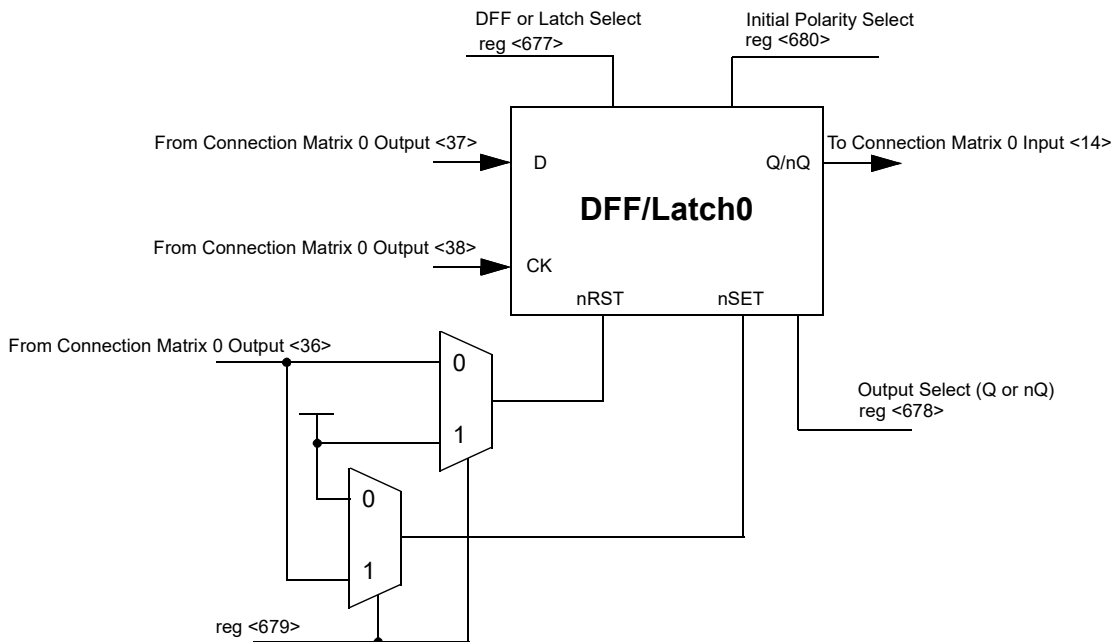 DFF or Latch Select
reg <677>
Initial Polarity Select
reg <680>
From Connection Matrix 0 Output <37>
D
Q/nQ
To Connection Matrix 0 Input <14>
DFF/Latch0
From Connection Matrix 0 Output <38>
CK
nRST
nSET
From Connection Matrix 0 Output <36>
0
1
Output Select (Q or nQ)
reg <678>
0
1
reg <679>